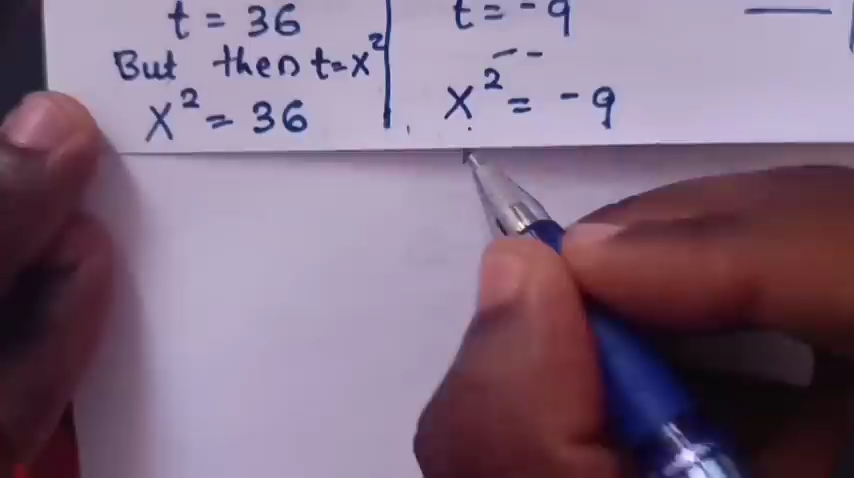 t = 36
But then t=x²
x² = 36
t = -9
x² = -9